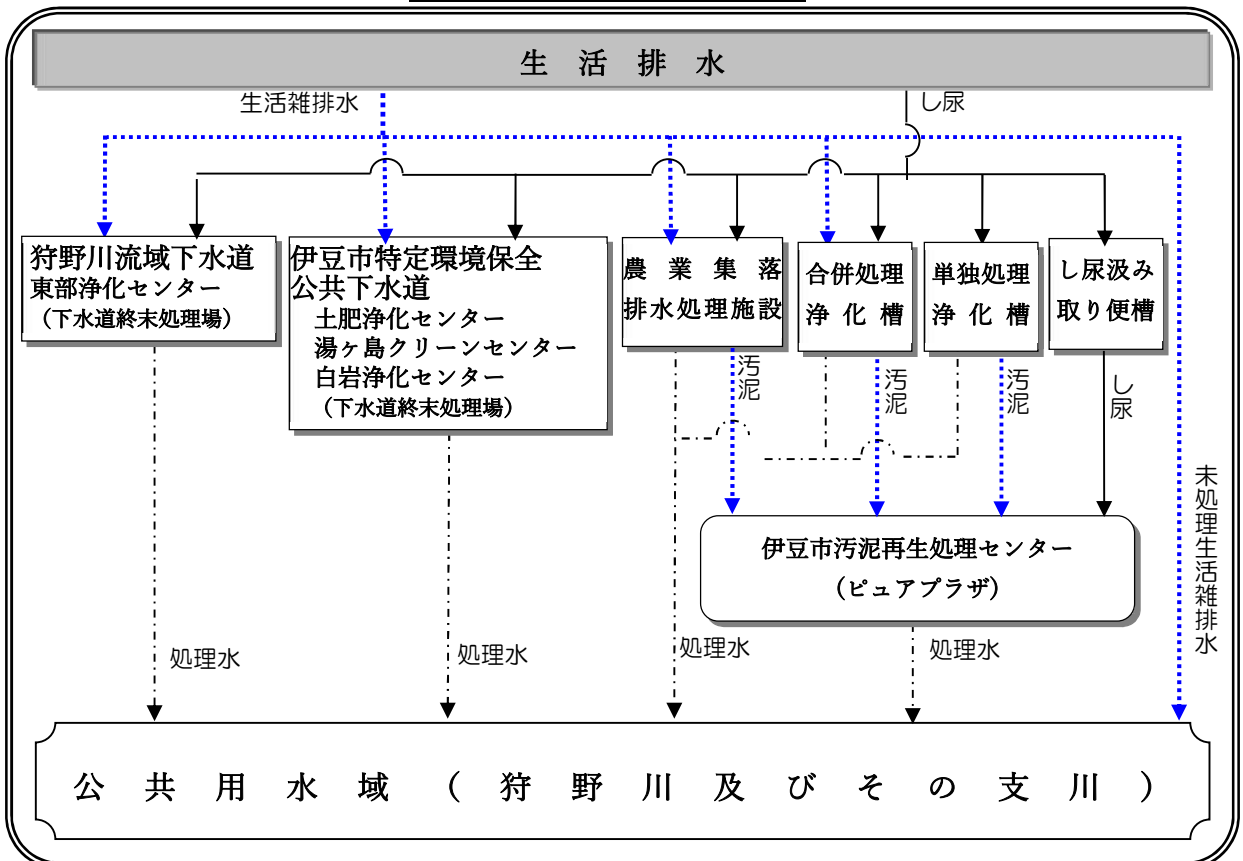 生活排水
生活雑排水
し尿
狩野川流域下水道
東部浄化センター
（下水道終末処理場）
伊豆市特定環境保全
公共下水道
土肥浄化センター
湯ヶ島クリーンセンター
白岩浄化センター
（下水道終末処理場）
農業集落
排水処理施設
合併処理
浄化槽
単独処理
浄化槽
し尿汲み
取り便槽
汚泥
汚泥
汚泥
し尿
未処理生活雑排水
伊豆市汚泥再生処理センター
（ピュアプラザ）
処理水
処理水
処理水
処理水
公共用水域（狩野川及びその支川）